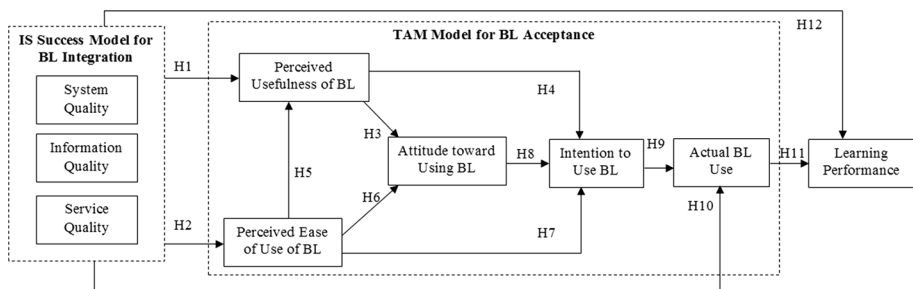 H12
IS Success Model for
BL Integration
System
Quality
Information
Quality
Service
Quality
TAM Model for BL Acceptance
H1
Perceived
Usefulness of BL
H4
H3
Attitude toward
Using BL
H5
H6
H8
Intention to
Use BL
H9
Actual BL
Use
H11
Learning
Performance
H2
Perceived Ease
of Use of BL
H7
H10